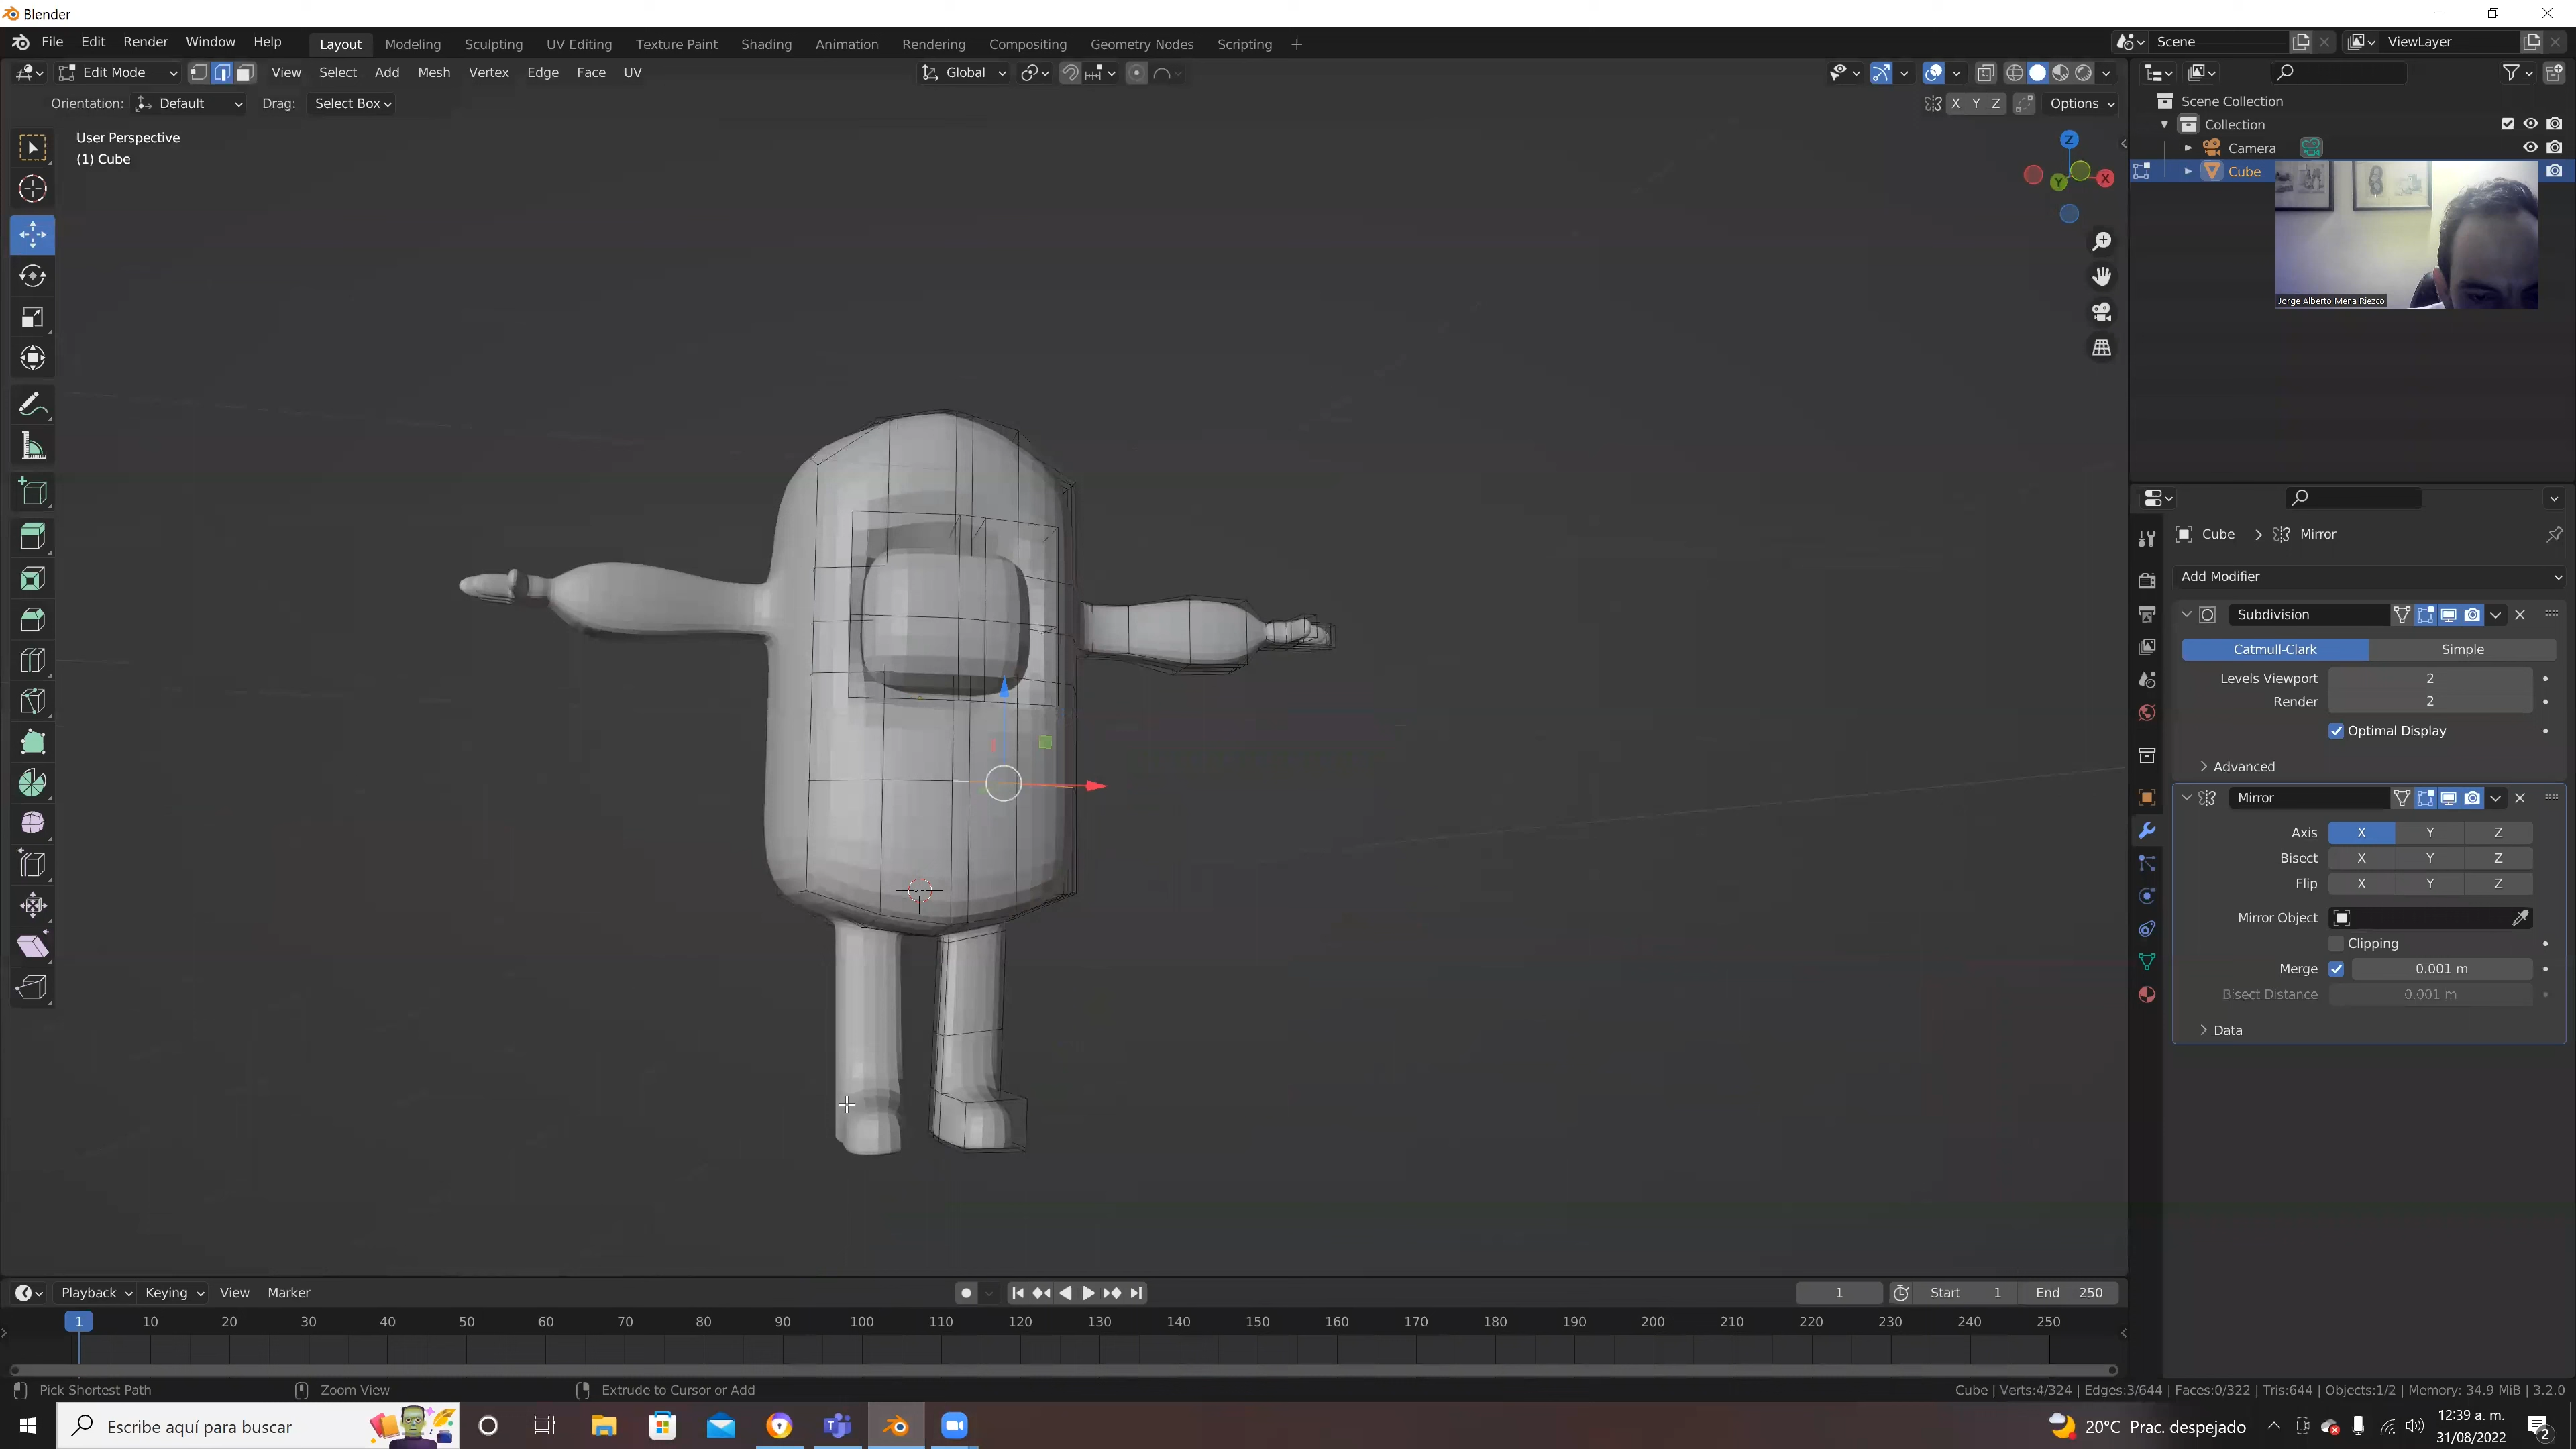 Blender
File Edit Render Window Help
Layout Modeling Sculpting UV Editing Texture Paint Shading Animation Rendering Compositing Geometry Nodes Scripting +
Scene
ViewLayer
Edit Mode View Select Add Mesh Vertex Edge Face UV
Global
Orientation: Default Drag: Select Box
X Y Z Options
User Perspective
(1) Cube
Z
X
Y
Scene Collection
Collection
Camera
Cube
Jorge Alberto Mena Riezco
Cube > Mirror
Add Modifier
Subdivision
Catmull-Clark Simple
Levels Viewport 2
Render 2
Optimal Display
Advanced
Mirror
Axis X Y Z
Bisect X Y Z
Flip X Y Z
Mirror Object
Clipping
Merge 0.001 m
Bisect Distance 0.001 m
Data
Playback Keying View Marker
1 Start 1 End 250
1 10 20 30 40 50 60 70 80 90 100 110 120 130 140 150 160 170 180 190 200 210 220 230 240 250
Pick Shortest Path Zoom View Extrude to Cursor or Add
Cube | Verts:4/324 | Edges:3/644 | Faces:0/322 | Tris:644 | Objects:1/2 | Memory: 34.9 MiB | 3.2.0
Escribe aquí para buscar
20°C Prac. despejado
12:39 a. m.
31/08/2022
2